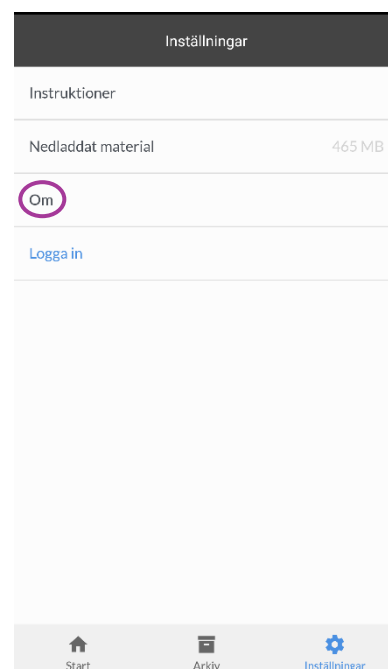 Inställningar
Instruktioner
Nedladdat material 465 MB
Om
Logga in
Start Arkiv Inställningar